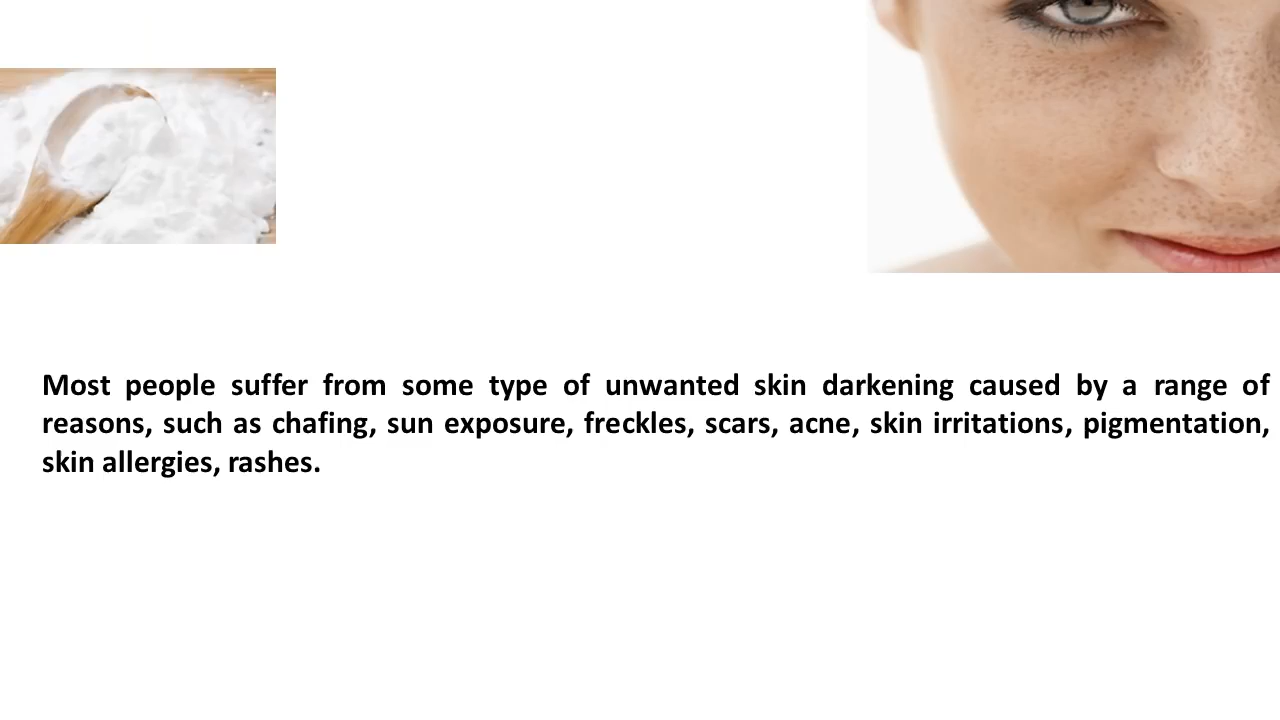 Most people suffer from some type of unwanted skin darkening caused by a range of
reasons, such as chafing, sun exposure, freckles, scars, acne, skin irritations, pigmentation,
skin allergies, rashes.